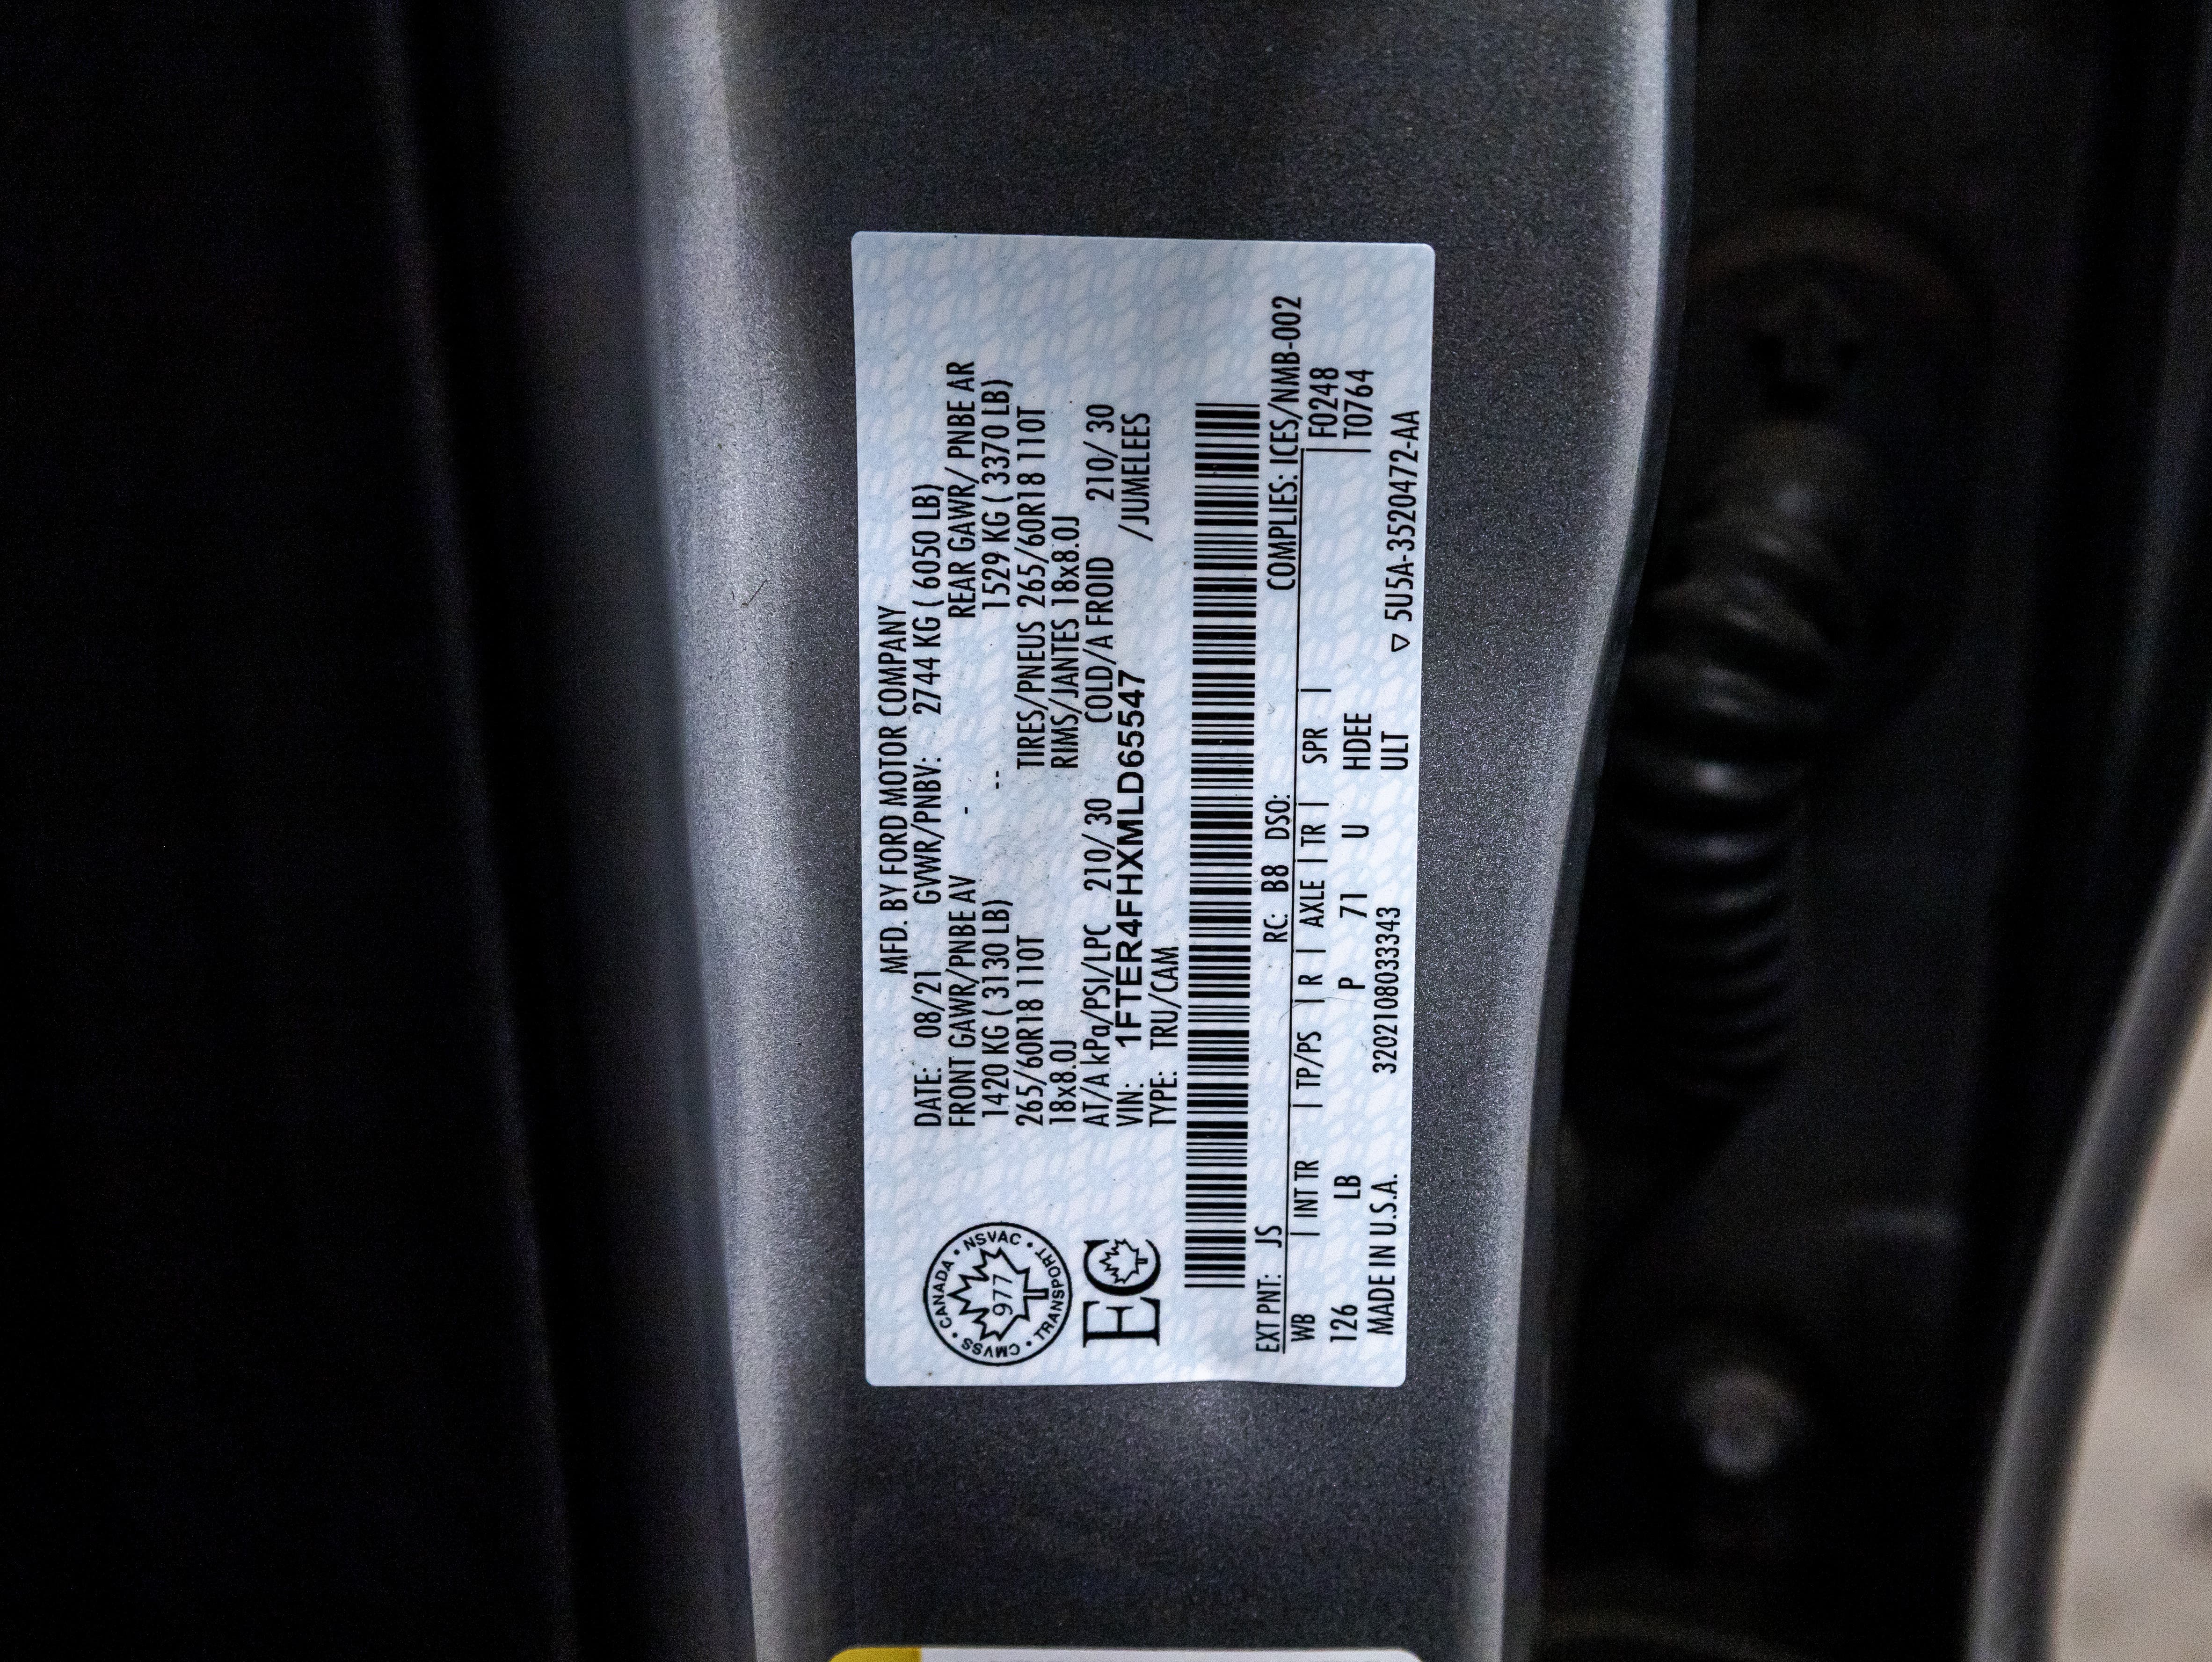 MFD. BY FORD MOTOR COMPANY
DATE: 08/21 GVWR/PNBV: 2744 KG ( 6050 LB)
FRONT GAWR/PNBE AV - REAR GAWR/ PNBE AR
1420 KG ( 3130 LB) -- 1529 KG ( 3370 LB)
265/60R18 110T TIRES/PNEUS 265/60R18 110T
18x8.0J RIMS/JANTES 18x8.0J
AT/A kPa/PSI/LPC 210/ 30 COLD/A FROID 210/ 30
VIN: 1FTER4FHXMLD65547 /JUMELEES
TYPE: TRU/CAM
CANADA • NSVAC • TRANSPORT • CMVSS •
977
EC
EXT PNT: JS RC: B8 DSO: COMPLIES: ICES/NMB-002
WB | INT TR | TP/PS | R | AXLE | TR | SPR | F0248
126 LB P 71 U HDEE T0764
MADE IN U.S.A. 320210803​3343 ULT
▽ 5U5A-3520472-AA